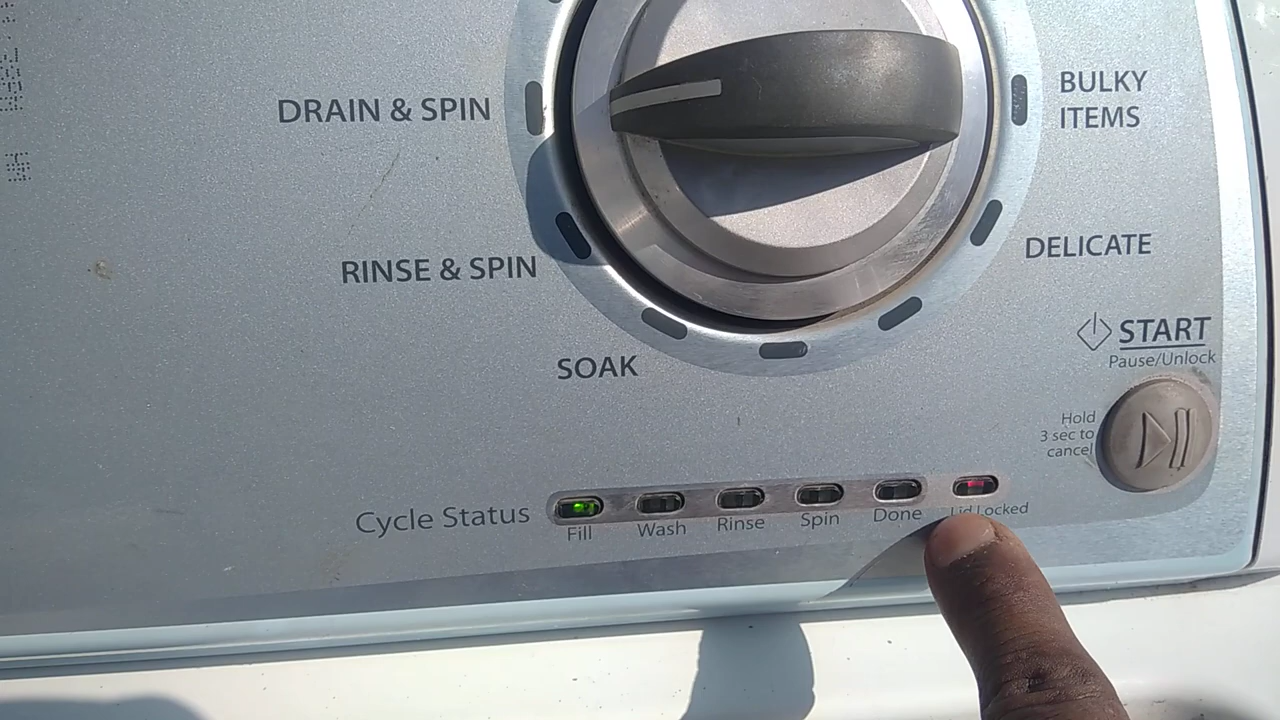 DRAIN & SPIN
BULKY
ITEMS
RINSE & SPIN
DELICATE
SOAK
START
Pause/Unlock
Hold
3 sec to
cancel
Cycle Status
Fill
Wash
Rinse
Spin
Done
Lid Locked